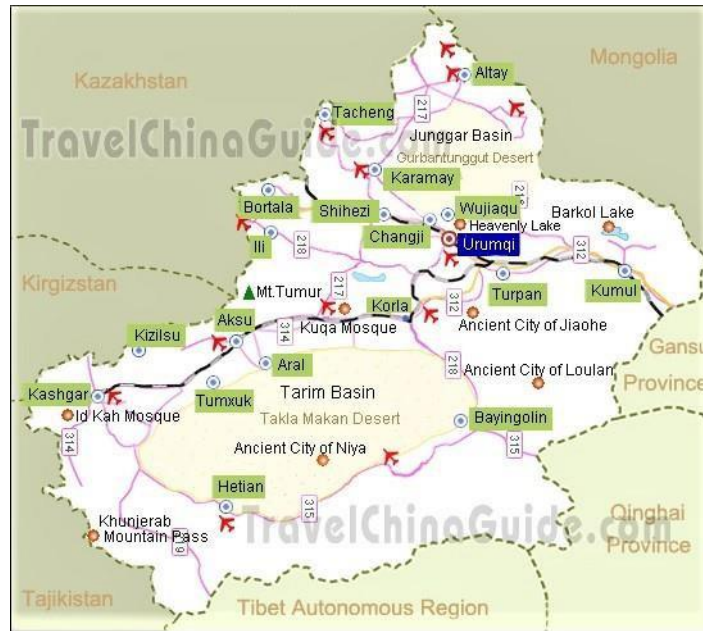 Kazakhstan
Mongolia
Altay
217
Tacheng
TravelChinaGuide.com
Junggar Basin
Gurbantunggut Desert
Karamay
Bortala
Shihezi
Wujiaqu
Barkol Lake
Heavenly Lake
Ili
218
Changji
Urumqi
312
Kirgizstan
Mt.Tumur
217
Korla
312
Turpan
Kumul
Aksu
314
Kuqa Mosque
Ancient City of Jiaohe
Kizilsu
Gansu
Province
Aral
218
Ancient City of Loulan
Kashgar
Tumxuk
Tarim Basin
Id Kah Mosque
Takla Makan Desert
Bayingolin
314
Ancient City of Niya
315
Hetian
315
TravelChinaGuide.com
Qinghai
Province
Khunjerab
Mountain Pass
Tajikistan
Tibet Autonomous Region